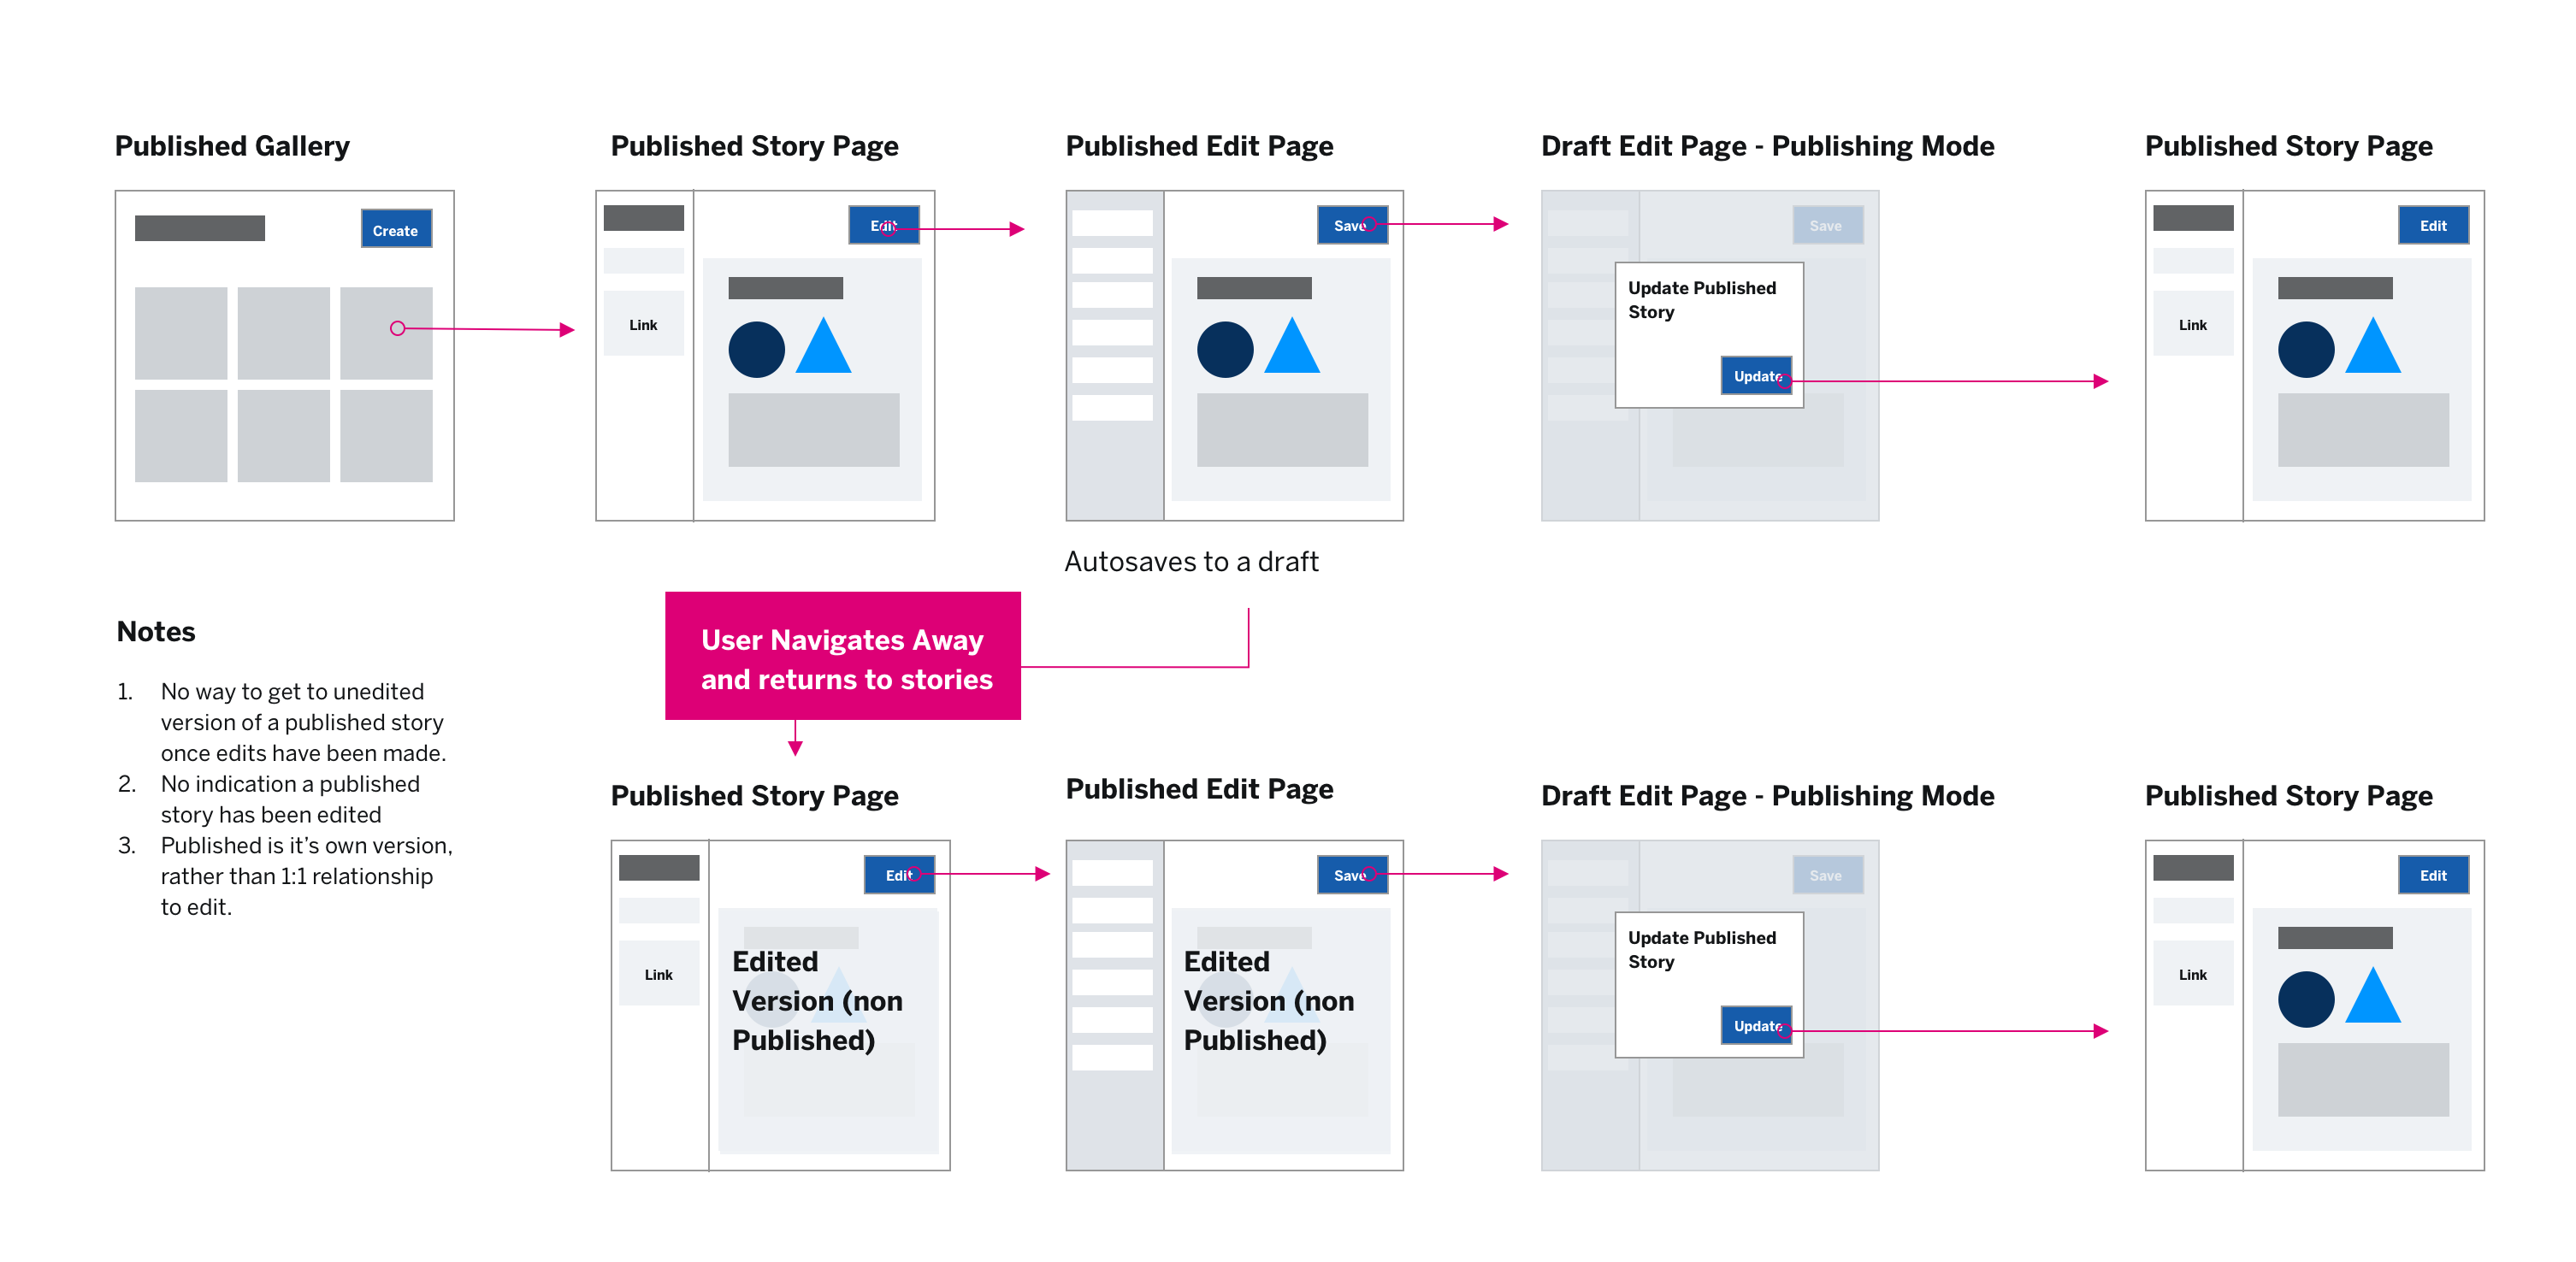 Published Gallery
Published Story Page
Published Edit Page
Draft Edit Page - Publishing Mode
Published Story Page
Create
Edit
Link
Save
Save
Update Published
Story
Update
Edit
Link
Autosaves to a draft
User Navigates Away
and returns to stories
Notes
1. No way to get to unedited
version of a published story
once edits have been made.
2. No indication a published
story has been edited
3. Published is it’s own version,
rather than 1:1 relationship
to edit.
Published Story Page
Published Edit Page
Draft Edit Page - Publishing Mode
Published Story Page
Edit
Link
Edited
Version (non
Published)
Save
Edited
Version (non
Published)
Save
Update Published
Story
Update
Edit
Link